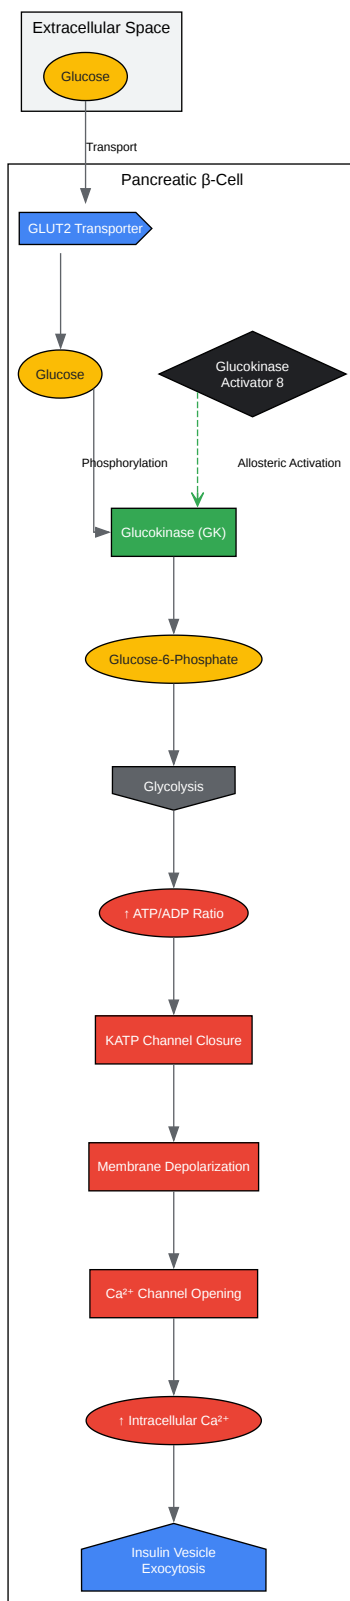 Extracellular Space
Glucose
Transport
Pancreatic β-Cell
GLUT2 Transporter
Glucose
Glucokinase
Activator 8
Phosphorylation
Allosteric Activation
Glucokinase (GK)
Glucose-6-Phosphate
Glycolysis
↑ ATP/ADP Ratio
KATP Channel Closure
Membrane Depolarization
Ca²⁺ Channel Opening
↑ Intracellular Ca²⁺
Insulin Vesicle
Exocytosis